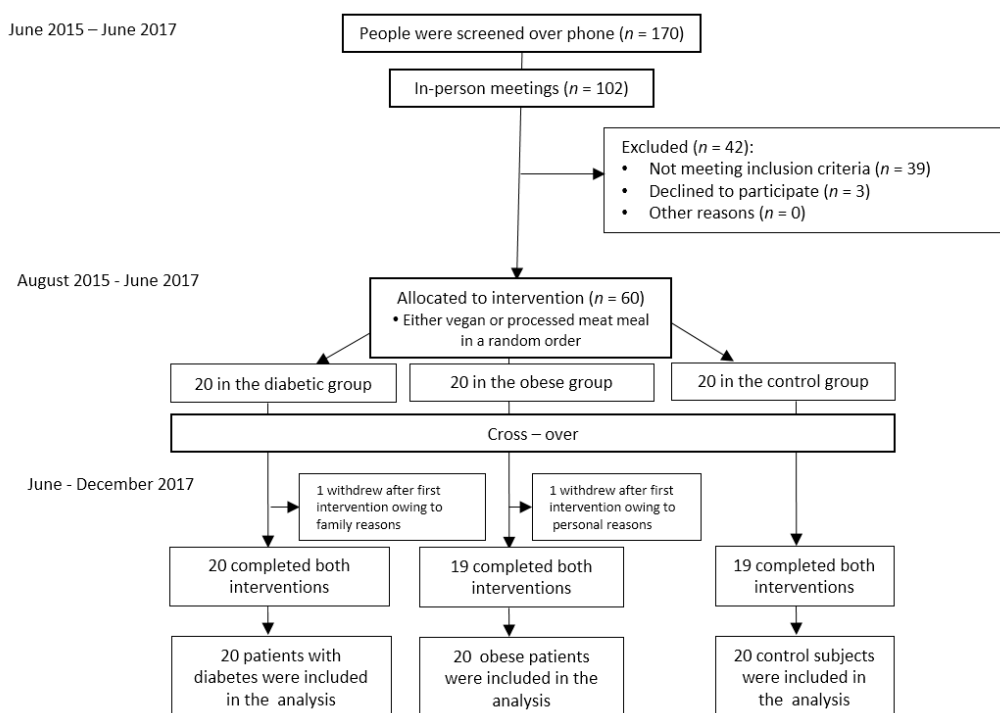 June 2015 – June 2017
People were screened over phone (n = 170)
In-person meetings (n = 102)
Excluded (n = 42):
• Not meeting inclusion criteria (n = 39)
• Declined to participate (n = 3)
• Other reasons (n = 0)
August 2015 - June 2017
Allocated to intervention (n = 60)
• Either vegan or processed meat meal
in a random order
20 in the diabetic group
20 in the obese group
20 in the control group
Cross – over
June - December 2017
1 withdrew after first
intervention owing to
family reasons
1 withdrew after first
intervention owing to
personal reasons
20 completed both
interventions
19 completed both
interventions
19 completed both
interventions
20 patients with
diabetes were included
in the analysis
20 obese patients
were included in the
analysis
20 control subjects
were included in
the analysis